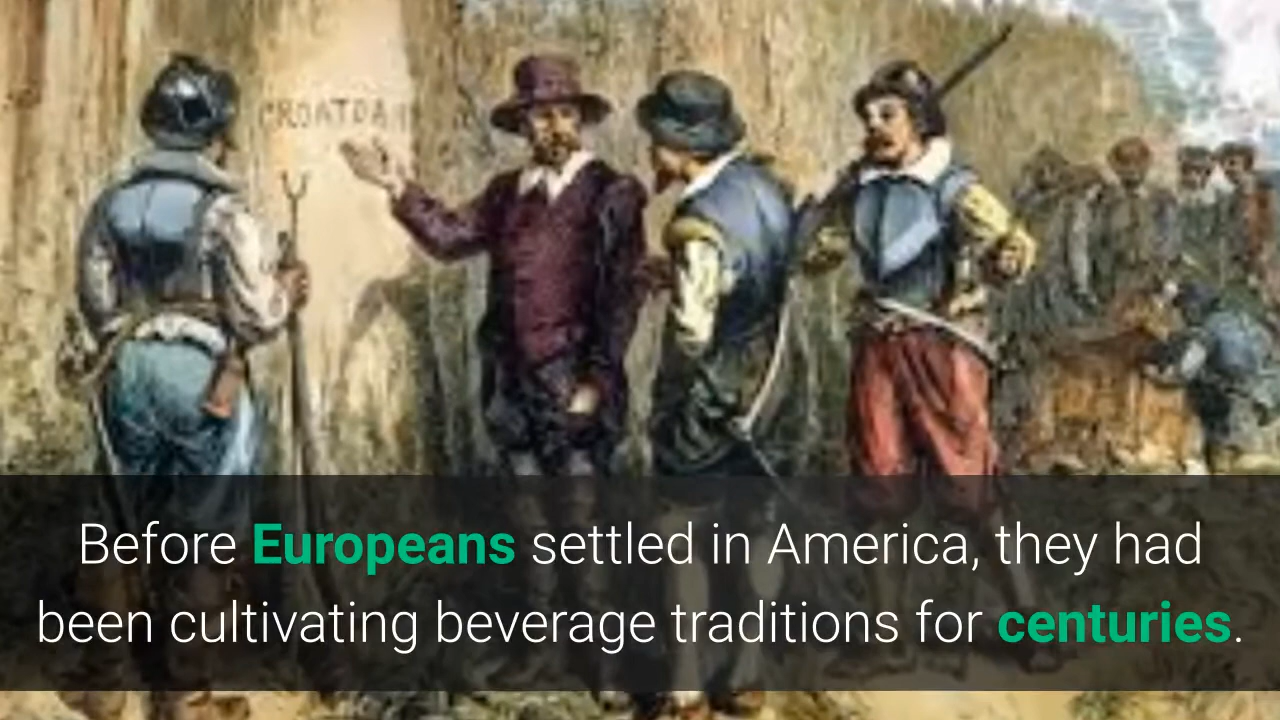 CROATOAN
Before Europeans settled in America, they had
been cultivating beverage traditions for centuries.